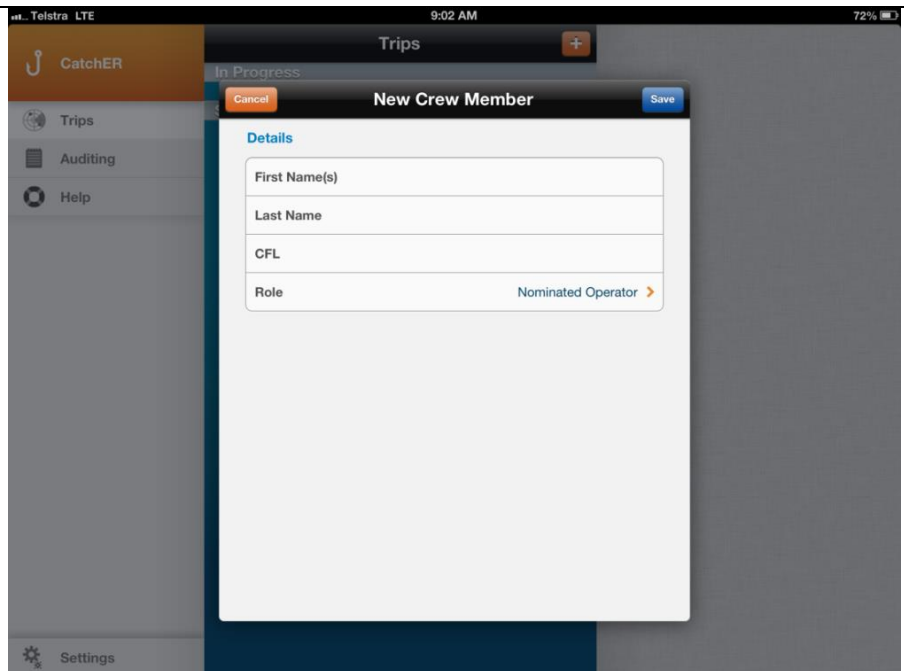 Telstra LTE 9:02 AM 72%
CatchER
Trips
In Progress
Cancel New Crew Member Save
Trips
Auditing
Help
Details
First Name(s)
Last Name
CFL
Role Nominated Operator
Settings